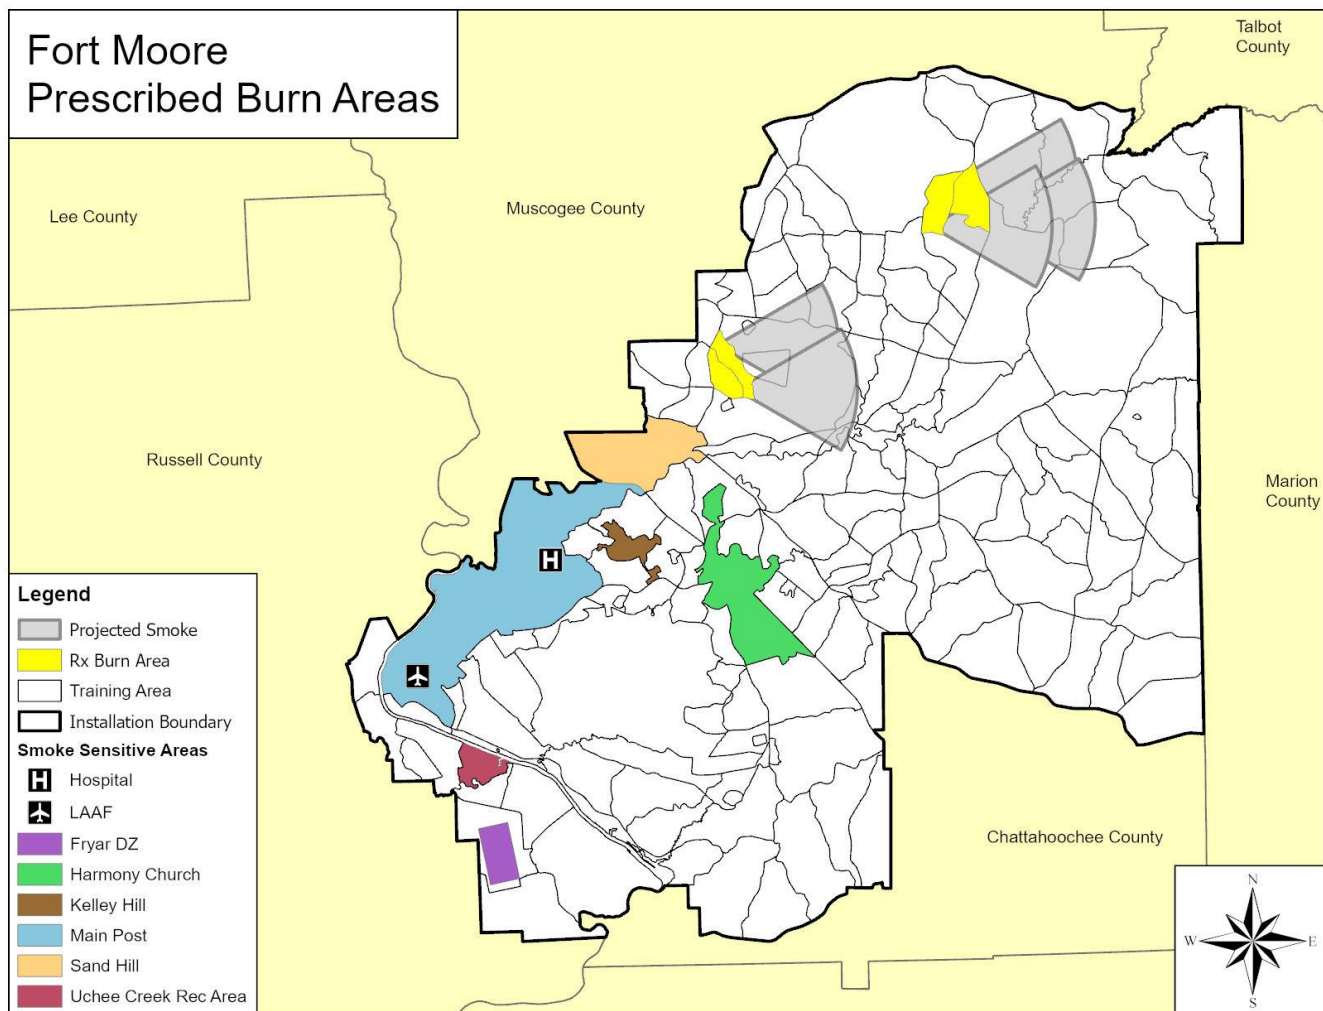 Fort Moore
Prescribed Burn Areas
Talbot
County
Lee County
Muscogee County
Russell County
Marion
County
Chattahoochee County
Legend
Projected Smoke
Rx Burn Area
Training Area
Installation Boundary
Smoke Sensitive Areas
H
Hospital
LAAF
Fryar DZ
Harmony Church
Kelley Hill
Main Post
Sand Hill
Uchee Creek Rec Area
H
N
W
E
S